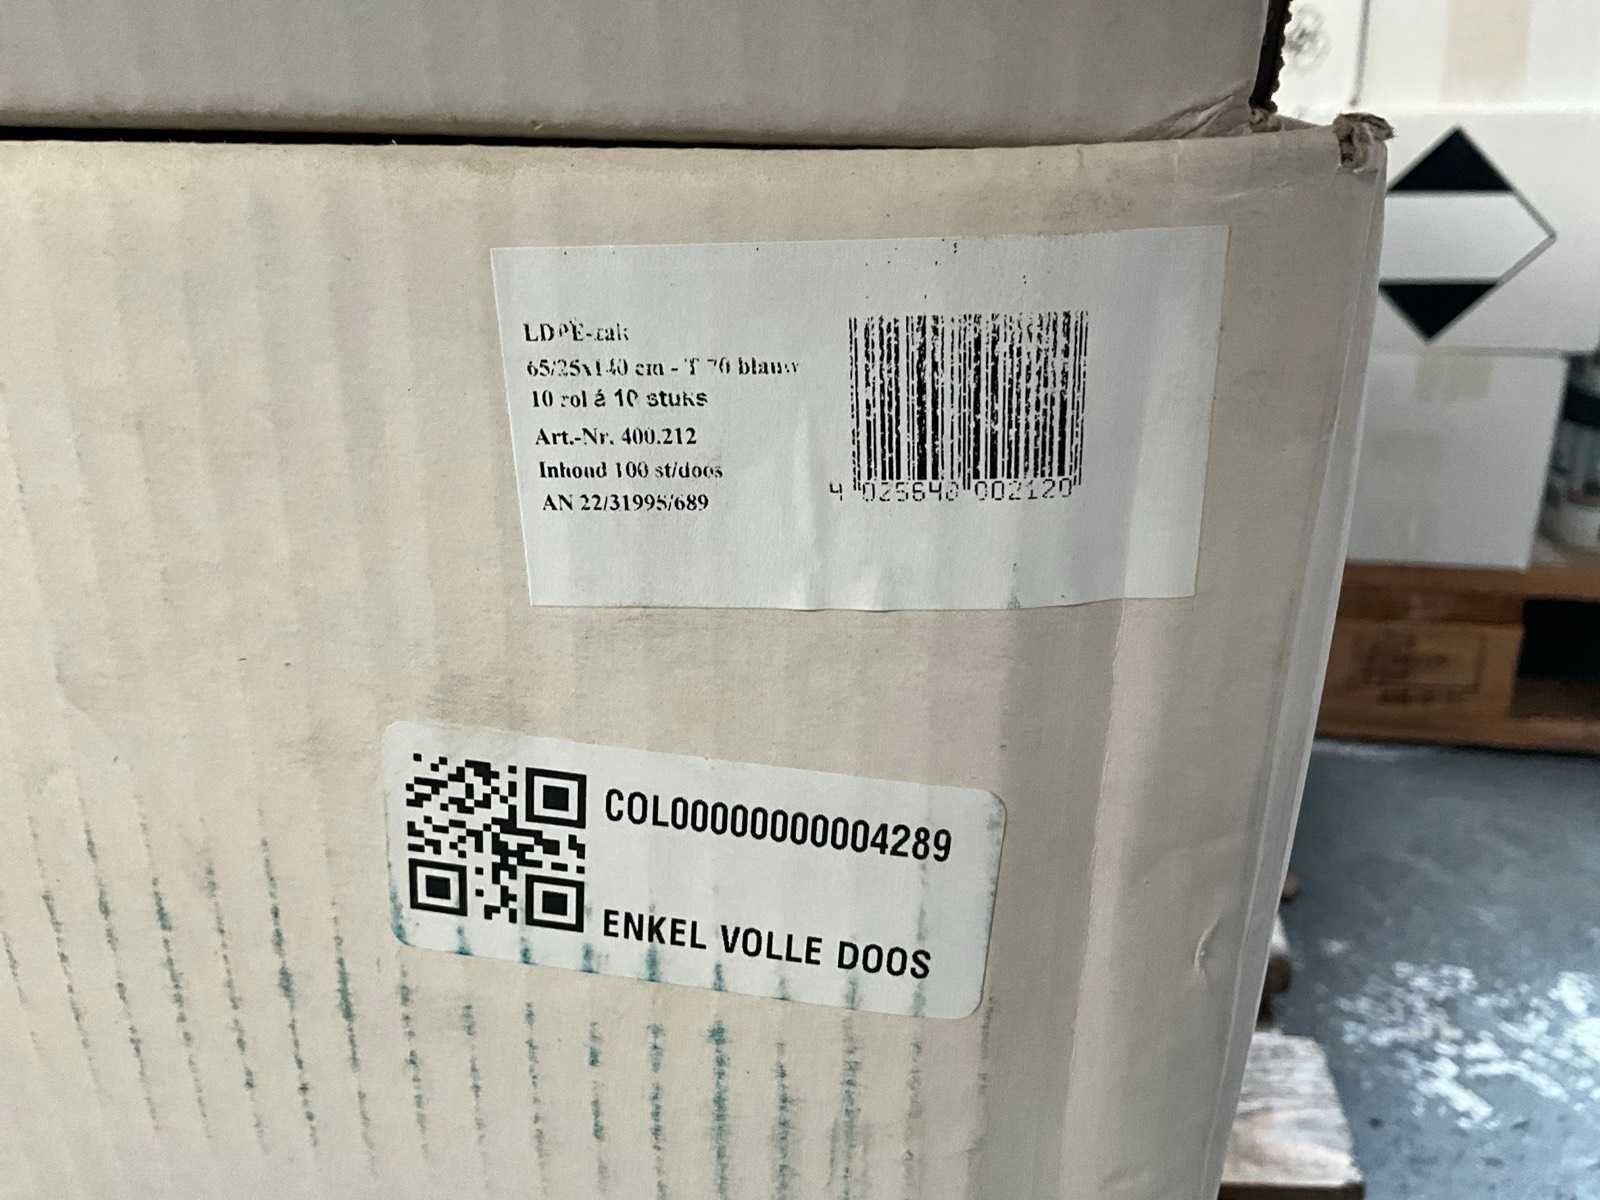 LDPE-zak
65/25x140 cm - T 70 blauw
10 rol á 10 stuks
Art.-Nr. 400.212
Inhoud 100 st/doos
AN 22/31995/689
4 025648 002120
COL00000000004289
ENKEL VOLLE DOOS